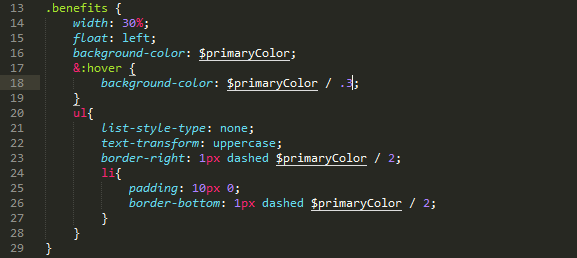 13 .benefits {
14 width: 30%;
15 float: left;
16 background-color: $primaryColor;
17 &:hover {
18 background-color: $primaryColor / .3;
19 }
20 ul{
21 list-style-type: none;
22 text-transform: uppercase;
23 border-right: 1px dashed $primaryColor / 2;
24 li{
25 padding: 10px 0;
26 border-bottom: 1px dashed $primaryColor / 2;
27 }
28 }
29 }